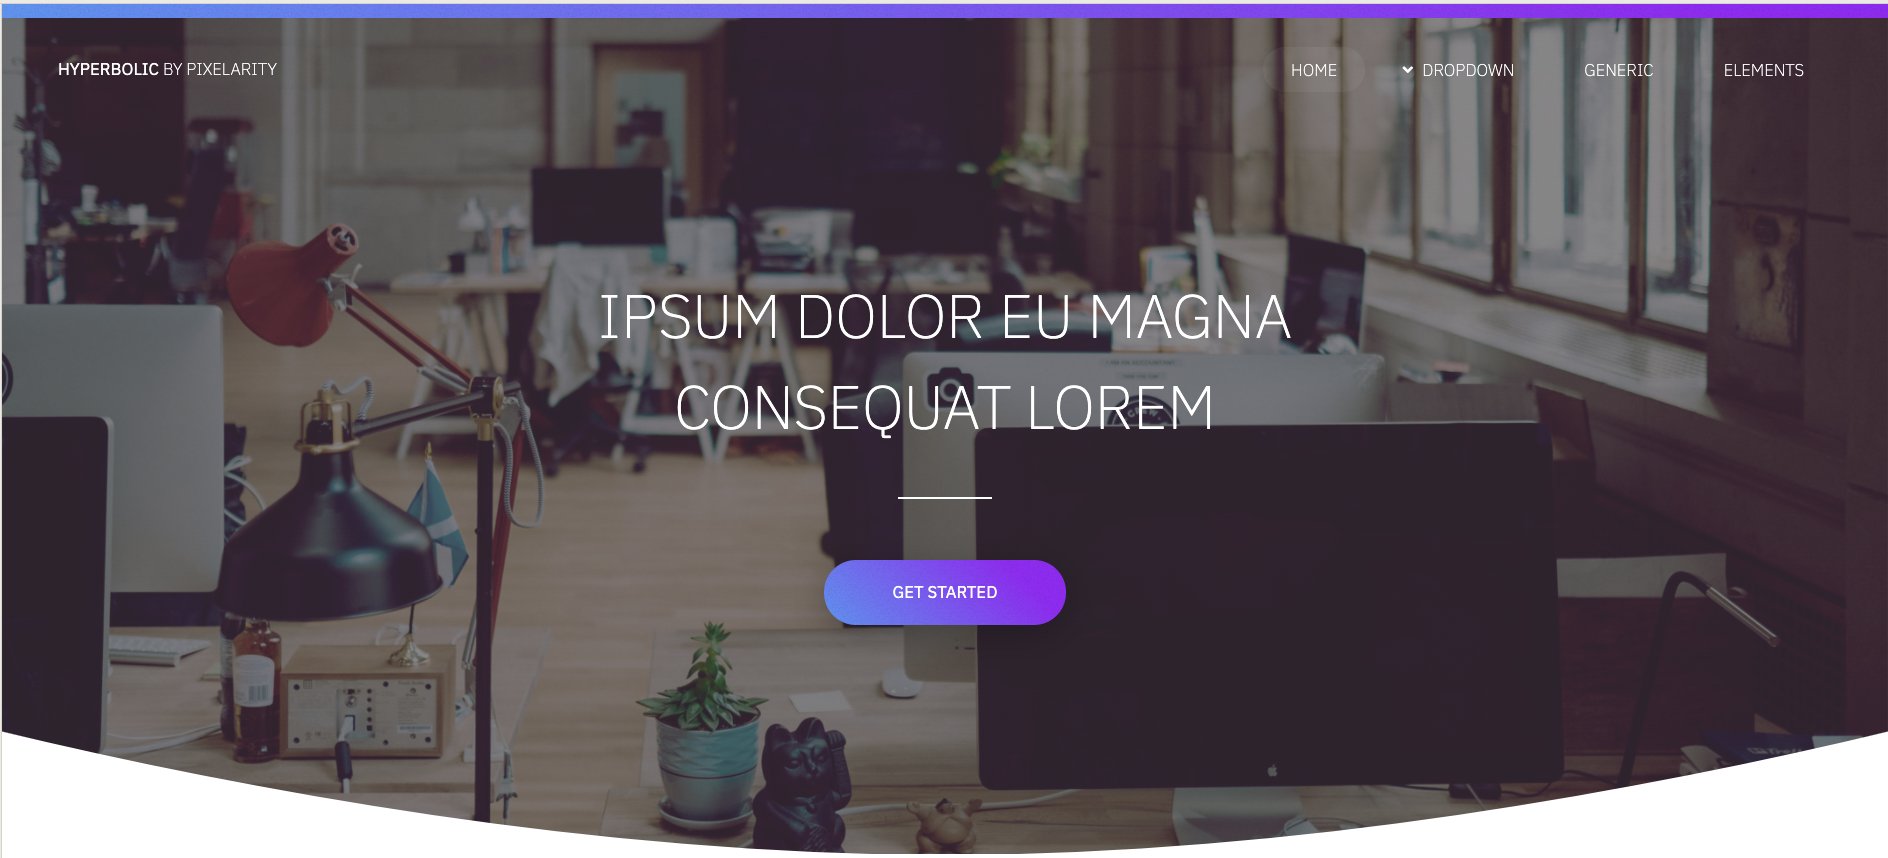 HYPERBOLIC BY PIXELARITY
HOME
DROPDOWN
GENERIC
ELEMENTS
IPSUM DOLOR EU MAGNA
CONSEQUAT LOREM
GET STARTED